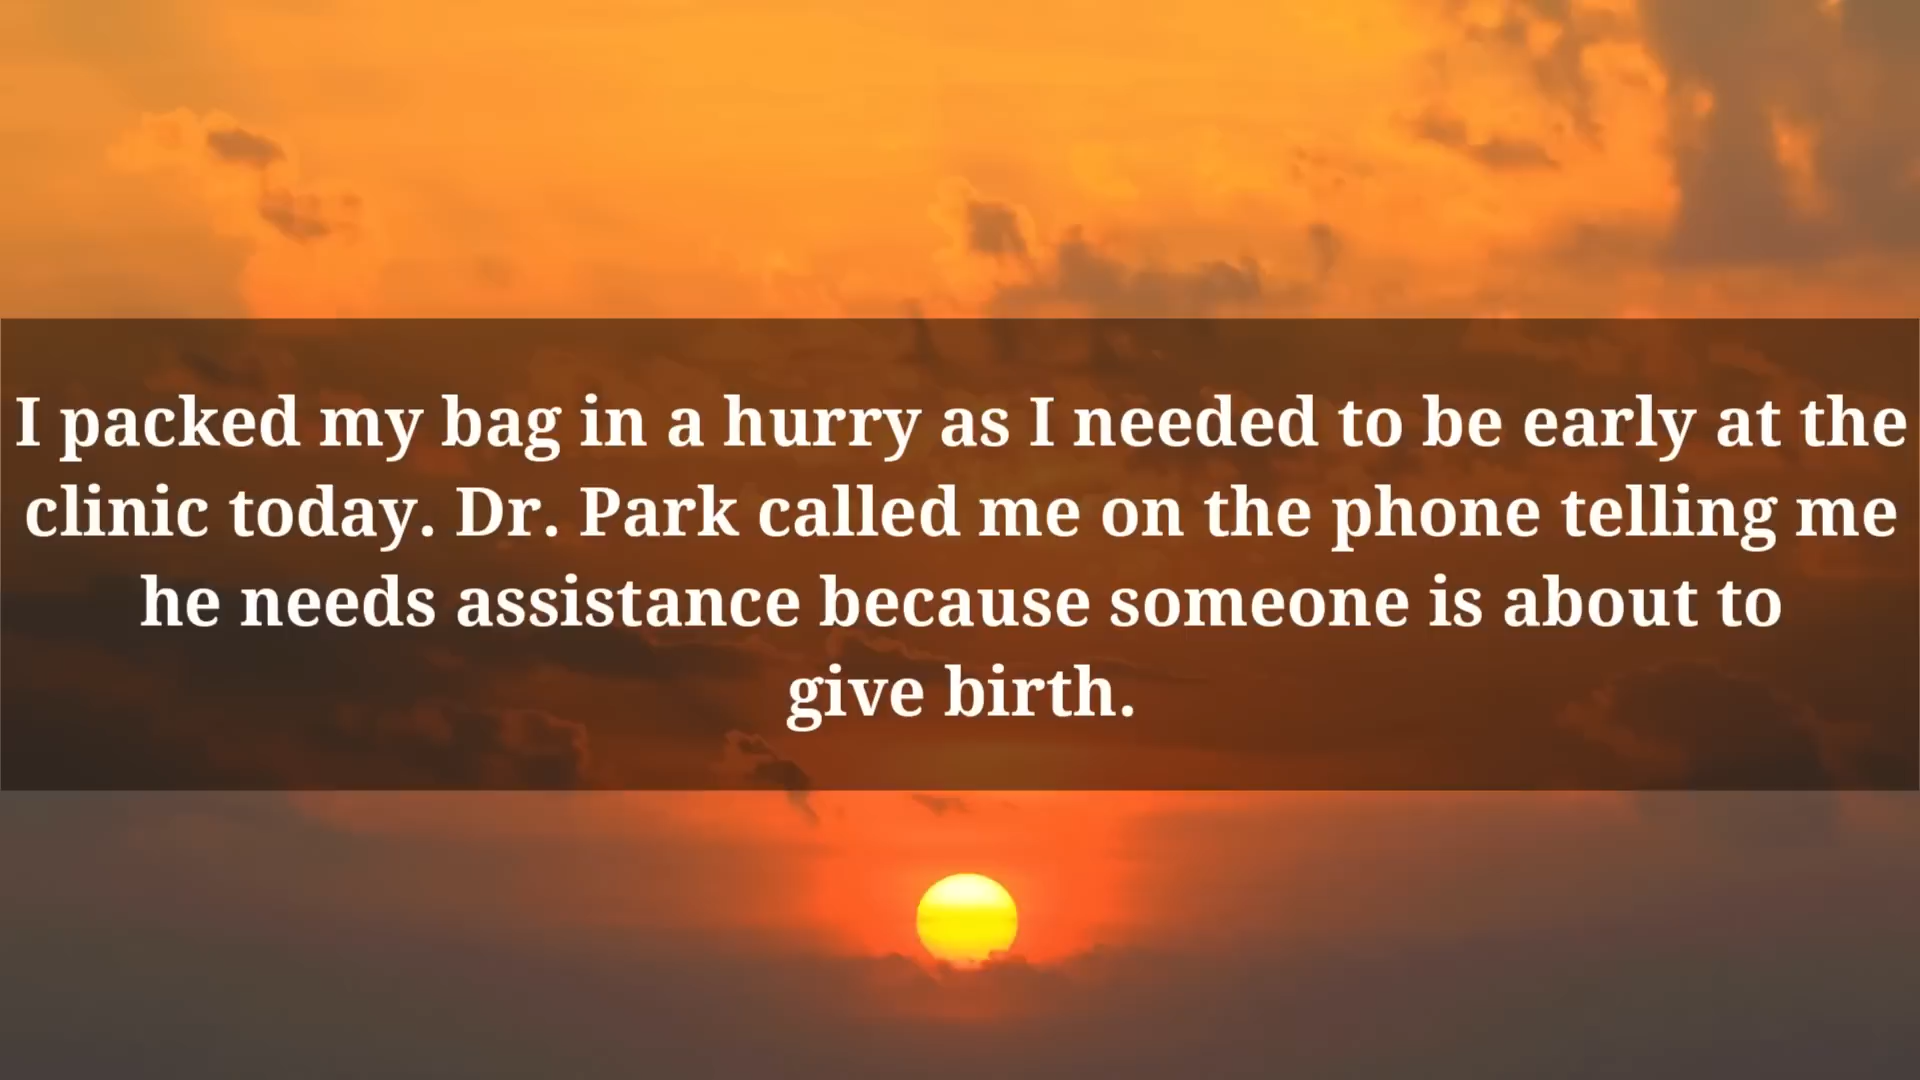 I packed my bag in a hurry as I needed to be early at the
clinic today. Dr. Park called me on the phone telling me
he needs assistance because someone is about to
give birth.